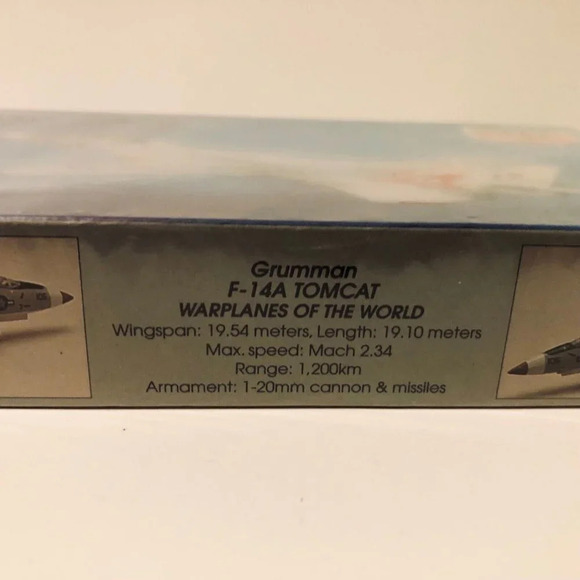 Grumman
F-14A TOMCAT
WARPLANES OF THE WORLD
Wingspan: 19.54 meters, Length: 19.10 meters
Max. speed: Mach 2.34
Range: 1,200km
Armament: 1-20mm cannon & missiles